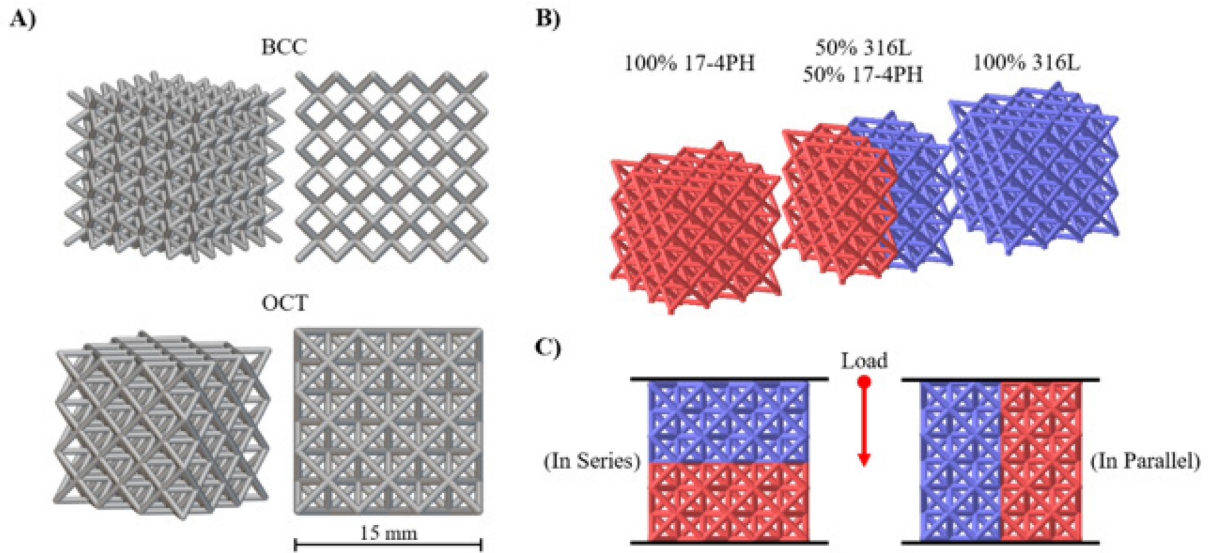 A)
BCC
OCT
15 mm
B)
100% 17-4PH
50% 316L
50% 17-4PH
100% 316L
C)
Load
(In Series)
(In Parallel)